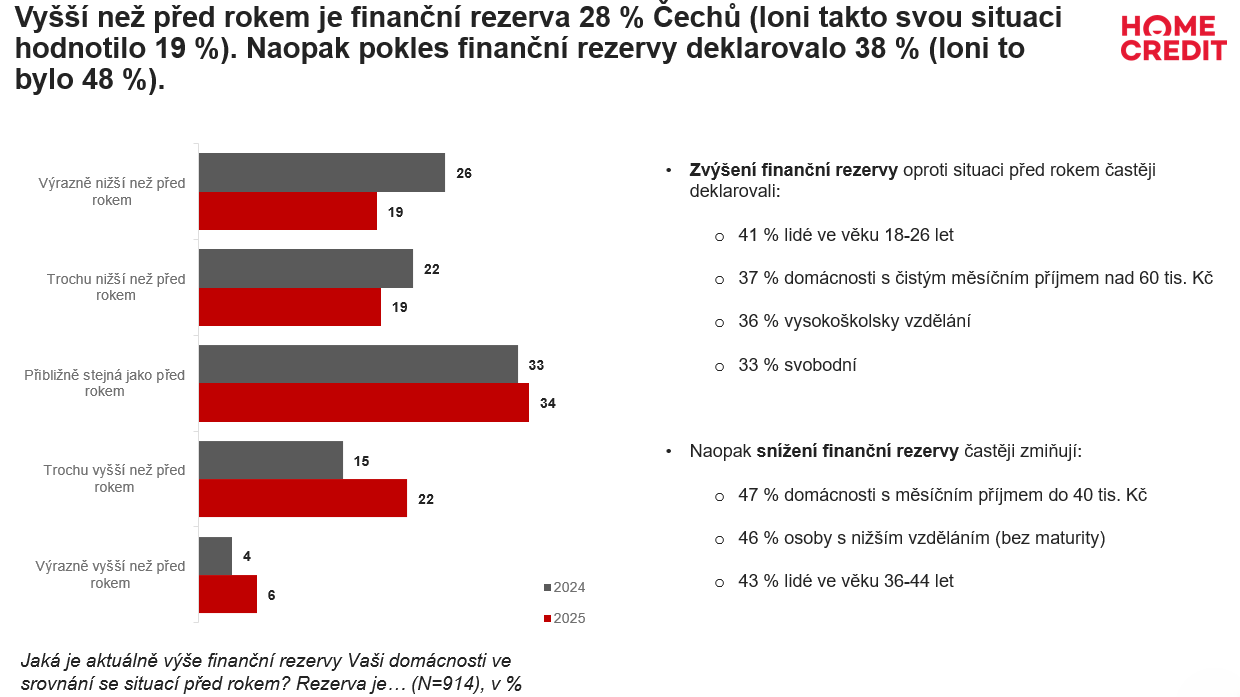 Vyšší než před rokem je finanční rezerva 28 % Čechů (loni takto svou situaci
hodnotilo 19 %). Naopak pokles finanční rezervy deklarovalo 38 % (loni to
bylo 48 %).
HOME
CREDIT
Výrazně nižší než před
rokem
26
19
Trochu nižší než před
rokem
22
19
Přibližně stejná jako před
rokem
33
34
Trochu vyšší než před
rokem
15
22
Výrazně vyšší než před
rokem
4
6
2024
2025
Jaká je aktuálně výše finanční rezervy Vaši domácnosti ve
srovnání se situací před rokem? Rezerva je… (N=914), v %
• Zvýšení finanční rezervy oproti situaci před rokem častěji
deklarovali:
o 41 % lidé ve věku 18-26 let
o 37 % domácnosti s čistým měsíčním příjmem nad 60 tis. Kč
o 36 % vysokoškolsky vzdělání
o 33 % svobodní
• Naopak snížení finanční rezervy častěji zmiňují:
o 47 % domácnosti s měsíčním příjmem do 40 tis. Kč
o 46 % osoby s nižším vzděláním (bez maturity)
o 43 % lidé ve věku 36-44 let